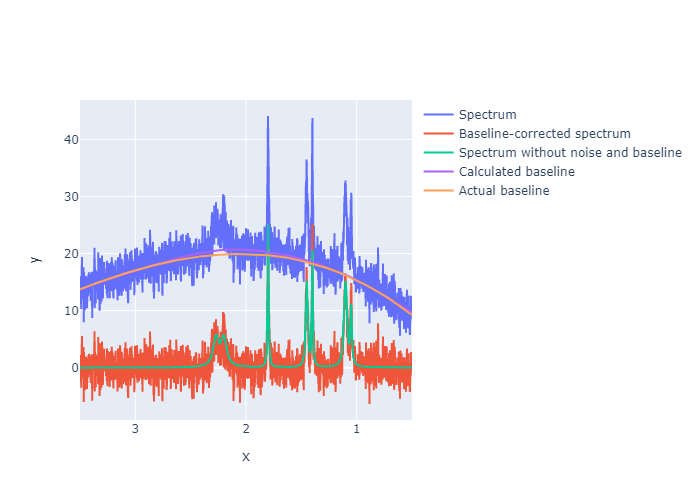 Spectrum
Baseline-corrected spectrum
Spectrum without noise and baseline
Calculated baseline
Actual baseline
40
30
20
10
0
y
3 2 1
x